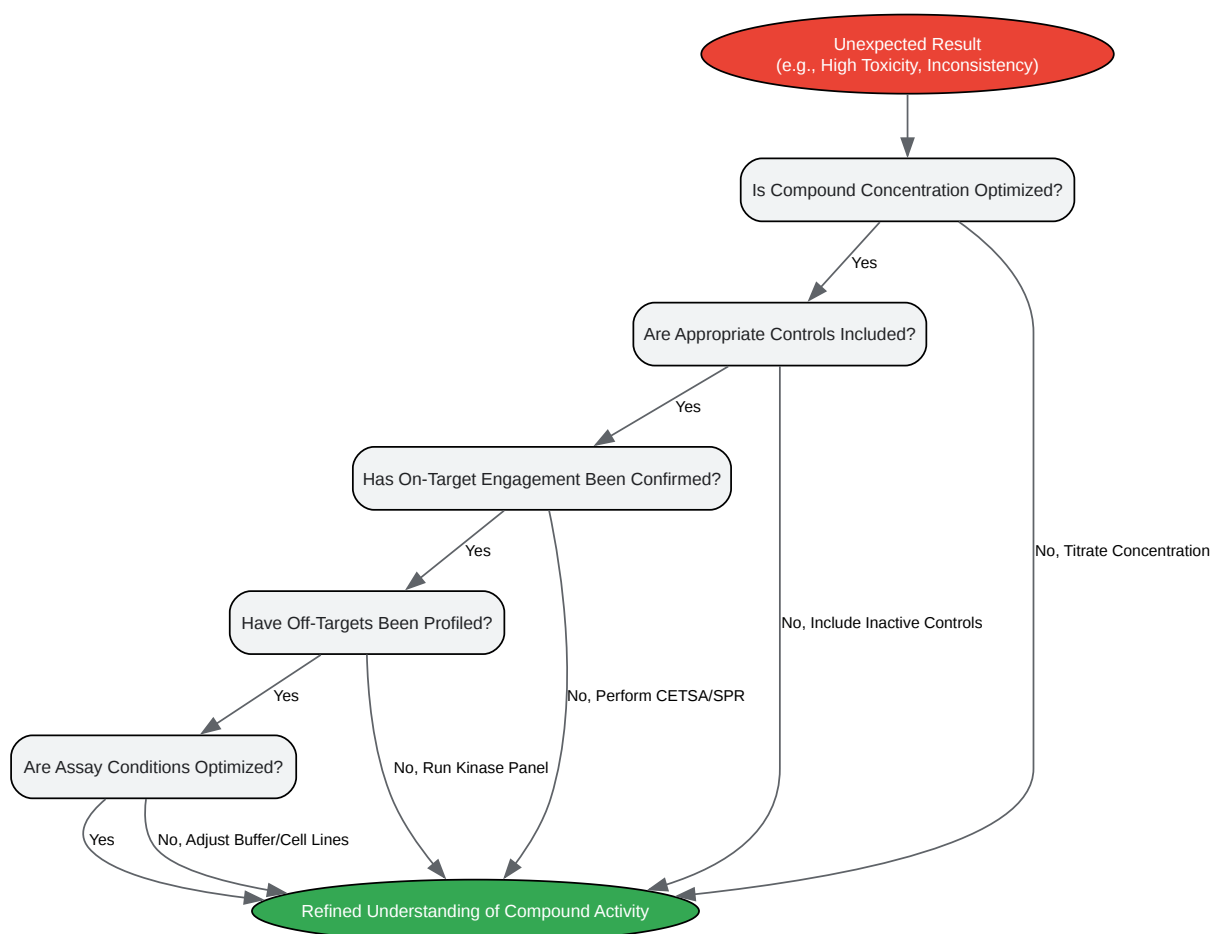 Unexpected Result
(e.g., High Toxicity, Inconsistency)
Is Compound Concentration Optimized?
Yes
Are Appropriate Controls Included?
Yes
Has On-Target Engagement Been Confirmed?
Yes
No, Titrate Concentration
Have Off-Targets Been Profiled?
No, Include Inactive Controls
Yes
No, Perform CETSA/SPR
Are Assay Conditions Optimized?
No, Run Kinase Panel
Yes
No, Adjust Buffer/Cell Lines
Refined Understanding of Compound Activity